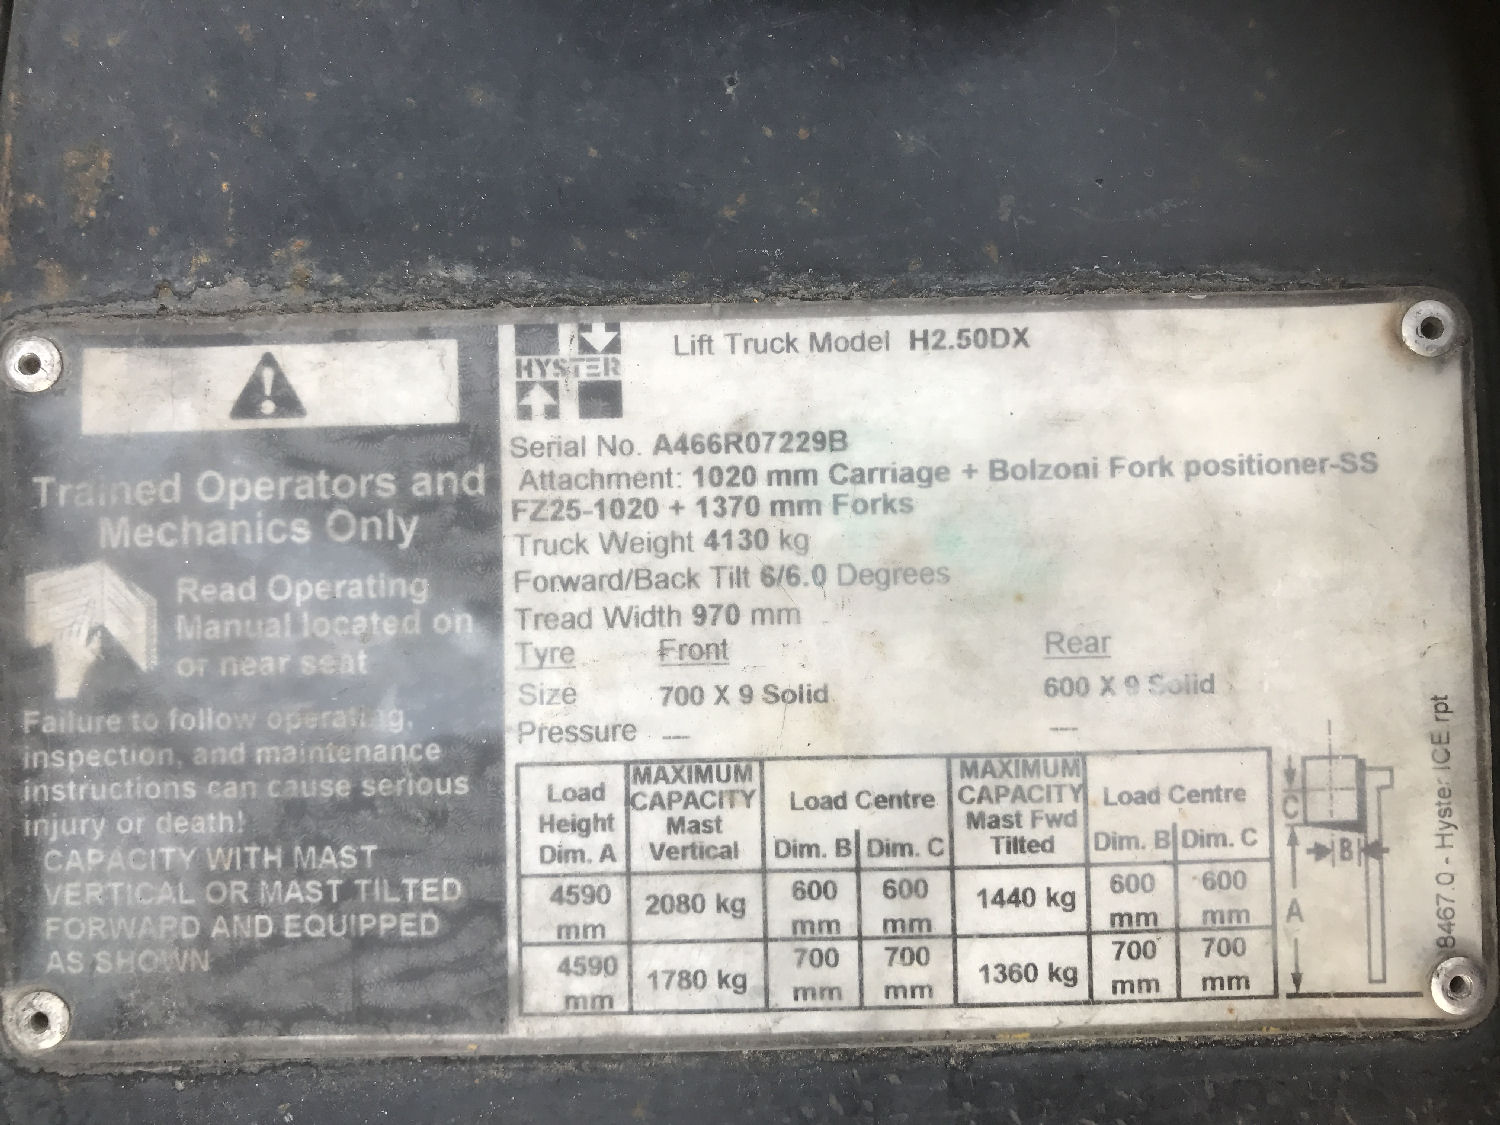 Trained Operators and
Mechanics Only
Read Operating
Manual located on
or near seat
Failure to follow operating,
inspection, and maintenance
instructions can cause serious
injury or death!
CAPACITY WITH MAST
VERTICAL OR MAST TILTED
FORWARD AND EQUIPPED
AS SHOWN
HYSTER
Lift Truck Model H2.50DX
Serial No. A466R07229B
Attachment: 1020 mm Carriage + Bolzoni Fork positioner-SS
FZ25-1020 + 1370 mm Forks
Truck Weight 4130 kg
Forward/Back Tilt 6/6.0 Degrees
Tread Width 970 mm
Tyre Front Rear
Size 700 X 9 Solid 600 X 9 Solid
Pressure --- ---
Load Height Dim. A MAXIMUM CAPACITY Mast Vertical Load Centre Dim. B Dim. C MAXIMUM CAPACITY Mast Fwd Tilted Load Centre Dim. B Dim. C
4590 mm 2080 kg 600 mm 600 mm 1440 kg 600 mm 600 mm
4590 mm 1780 kg 700 mm 700 mm 1360 kg 700 mm 700 mm
C
B
A
8467.0 - Hyster ICE.rpt